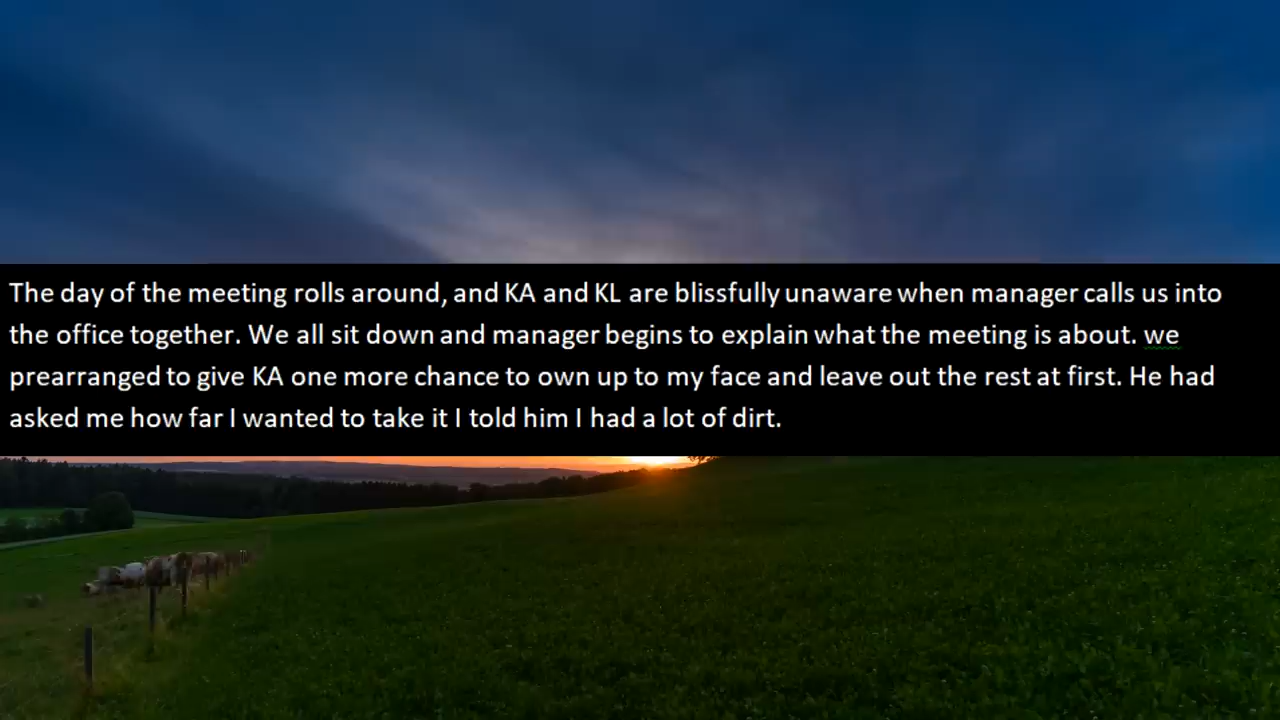 The day of the meeting rolls around, and KA and KL are blissfully unaware when manager calls us into
the office together. We all sit down and manager begins to explain what the meeting is about. we
prearranged to give KA one more chance to own up to my face and leave out the rest at first. He had
asked me how far I wanted to take it I told him I had a lot of dirt.